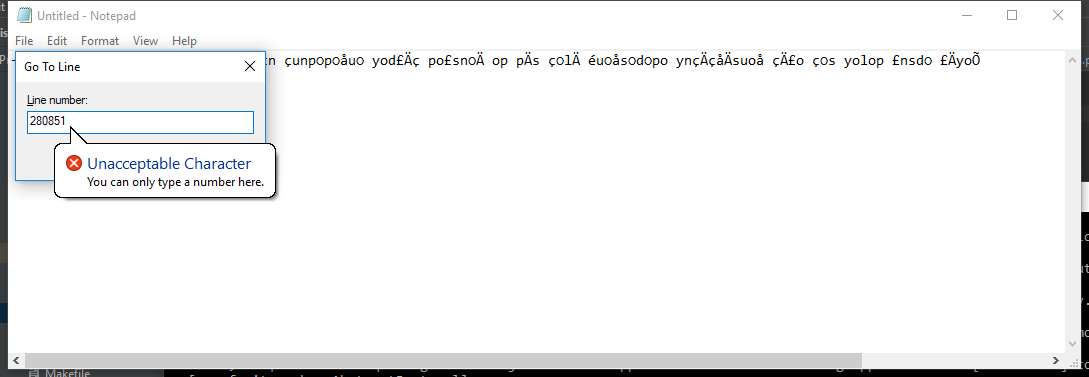 Untitled - Notepad
File Edit Format View Help
çunpopoåuo yod£Äç po£snoÄ op pÄs çolÄ éuoåsodopo ynçÄçåÄsuoå çÄ£o ços yolop £nsdo £ÄyoÕ
Go To Line
Line number:
280851
Unacceptable Character
You can only type a number here.
Makefile